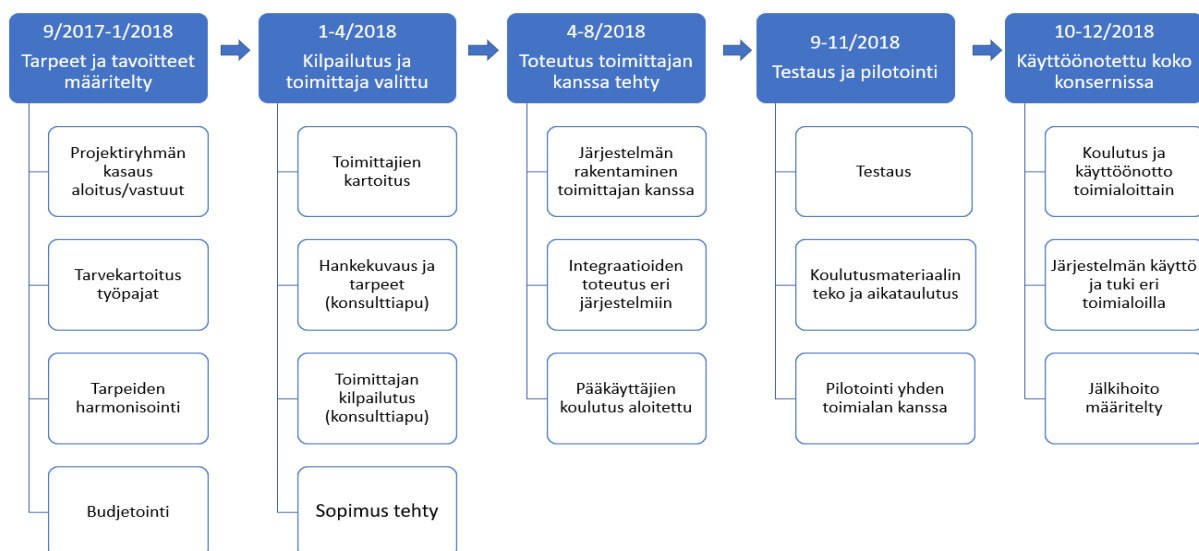 9/2017-1/2018
Tarpeet ja tavoitteet
määritelty
Projektiryhmän
kasaus
aloitus/vastuut
Tarvekartoitus
työpajat
Tarpeiden
harmonisointi
Budjetointi
1-4/2018
Kilpailutus ja
toimittaja valittu
Toimittajien
kartoitus
Hankekuvaus ja
tarpeet
(konsulttiapu)
Toimittajan
kilpailutus
(konsulttiapu)
Sopimus tehty
4-8/2018
Toteutus toimittajan
kanssa tehty
Järjestelmän
rakentaminen
toimittajan kanssa
Integraatioiden
toteutus eri
järjestelmiin
Pääkäyttäjien
koulutus aloitettu
9-11/2018
Testaus ja pilotointi
Testaus
Koulutusmateriaalin
teko ja aikataulutus
Pilotointi yhden
toimialan kanssa
10-12/2018
Käyttöönotettu koko
konsernissa
Koulutus ja
käyttöönotto
toimialoittain
Järjestelmän käyttö
ja tuki eri
toimialoilla
Jälkihoito
määritelty